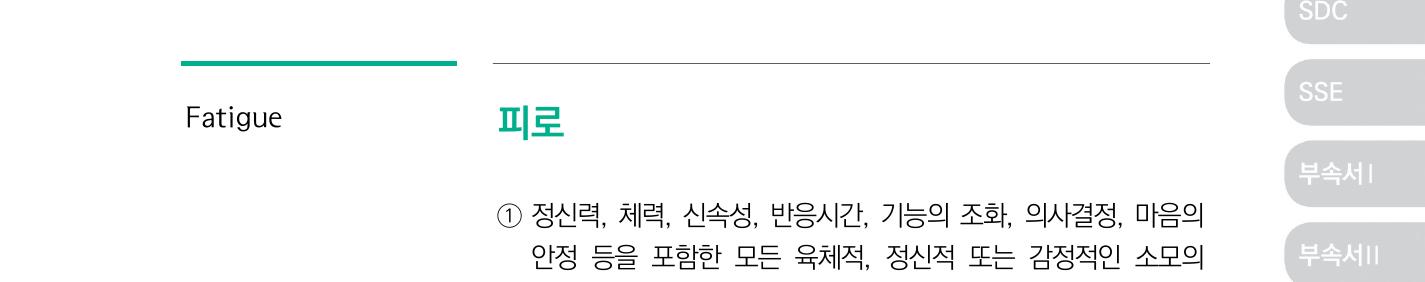 SDC
SSE
Fatigue
피로
부속서I
① 정신력, 체력, 신속성, 반응시간, 기능의 조화, 의사결정, 마음의
안정 등을 포함한 모든 육체적, 정신적 또는 감정적인 소모의
부속서II